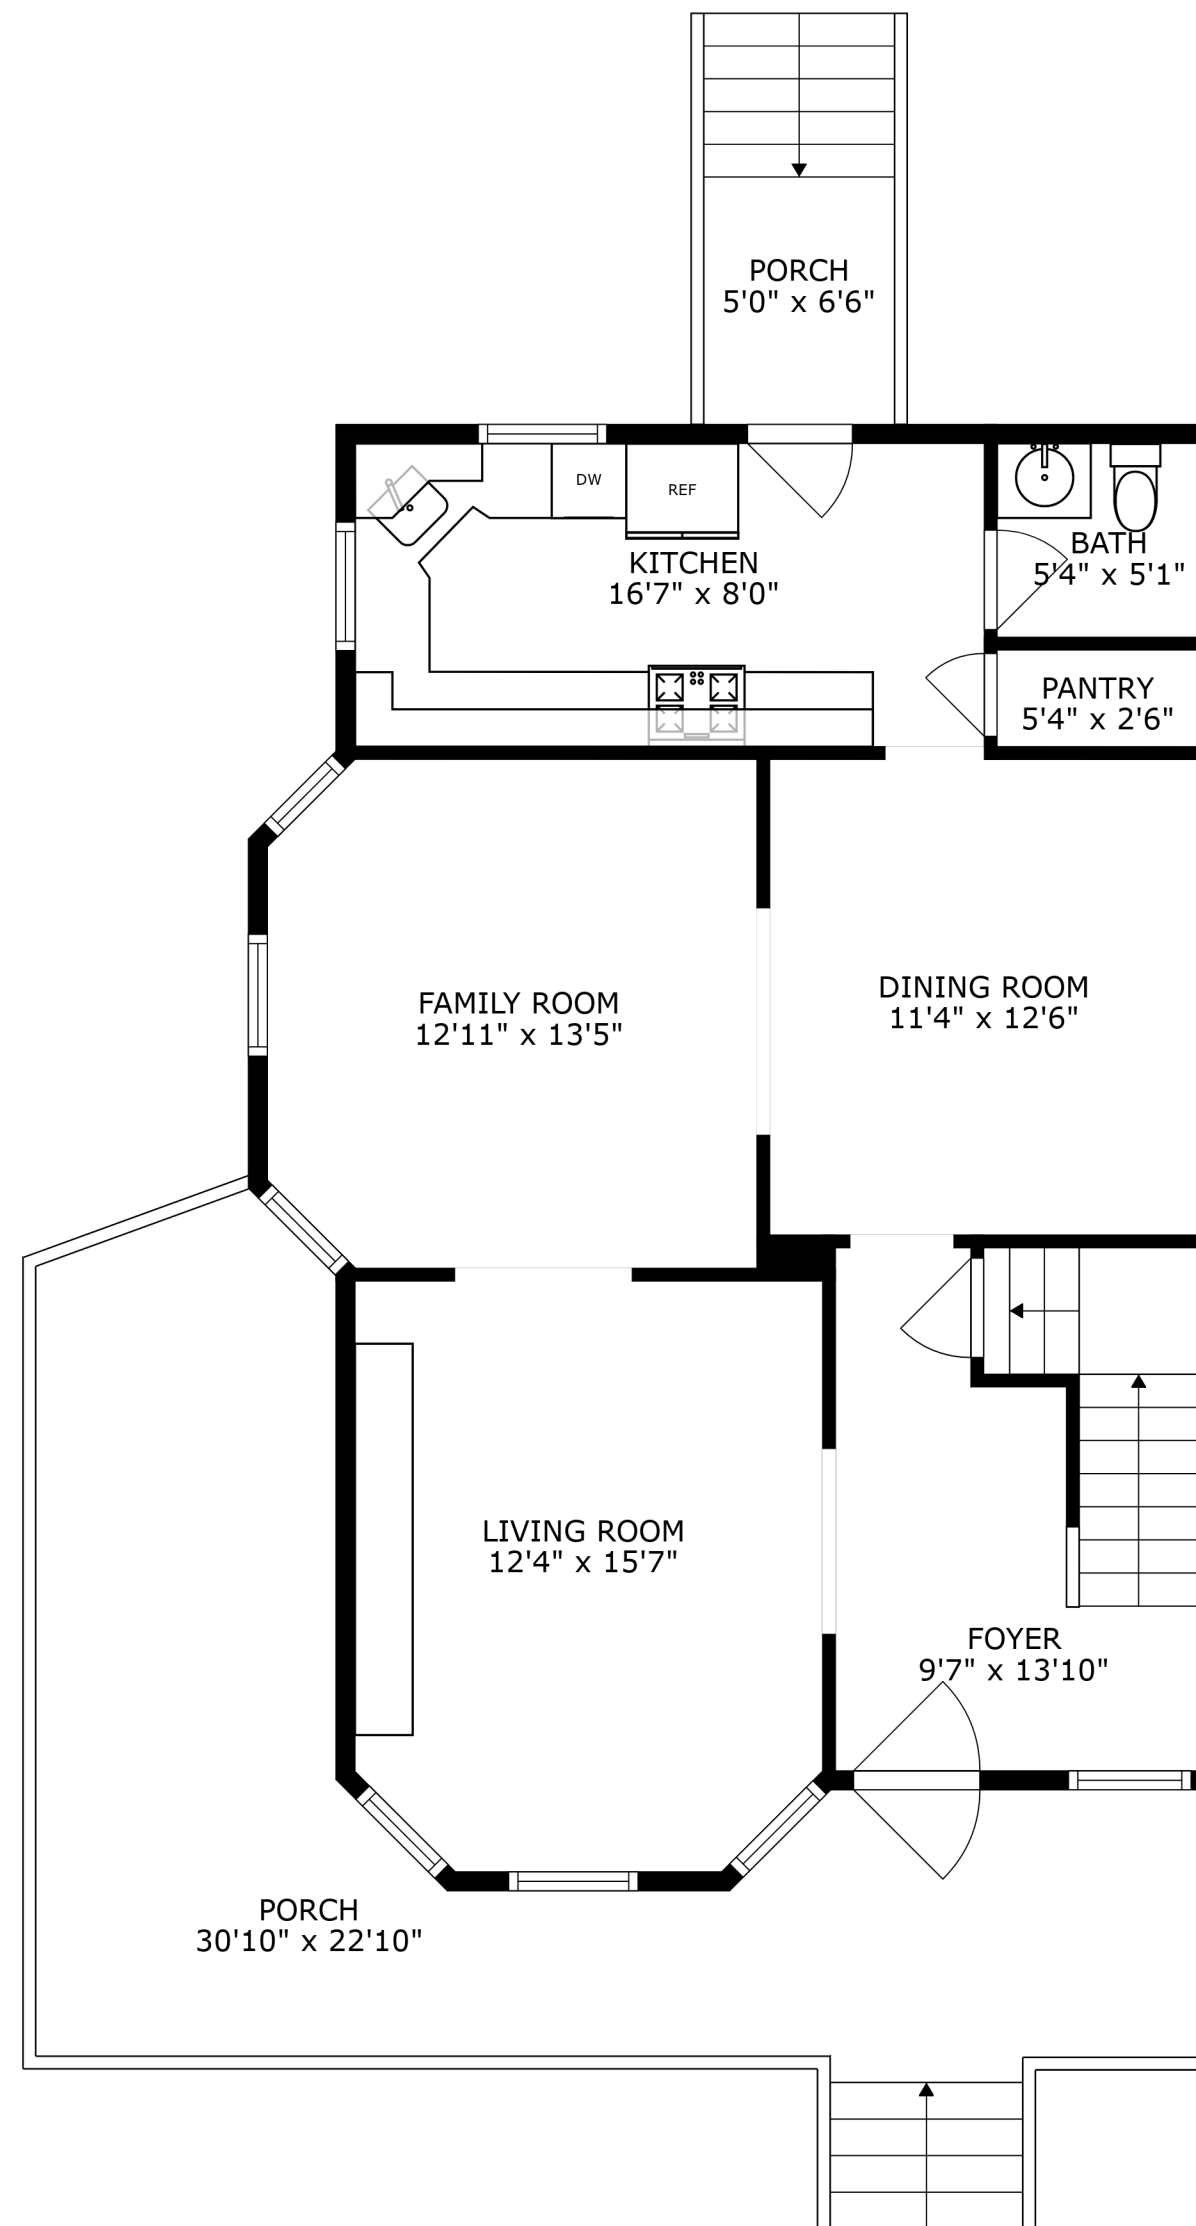 PORCH
5'0" x 6'6"
DW
REF
KITCHEN
16'7" x 8'0"
BATH
5'4" x 5'1"
PANTRY
5'4" x 2'6"
FAMILY ROOM
12'11" x 13'5"
DINING ROOM
11'4" x 12'6"
LIVING ROOM
12'4" x 15'7"
FOYER
9'7" x 13'10"
PORCH
30'10" x 22'10"